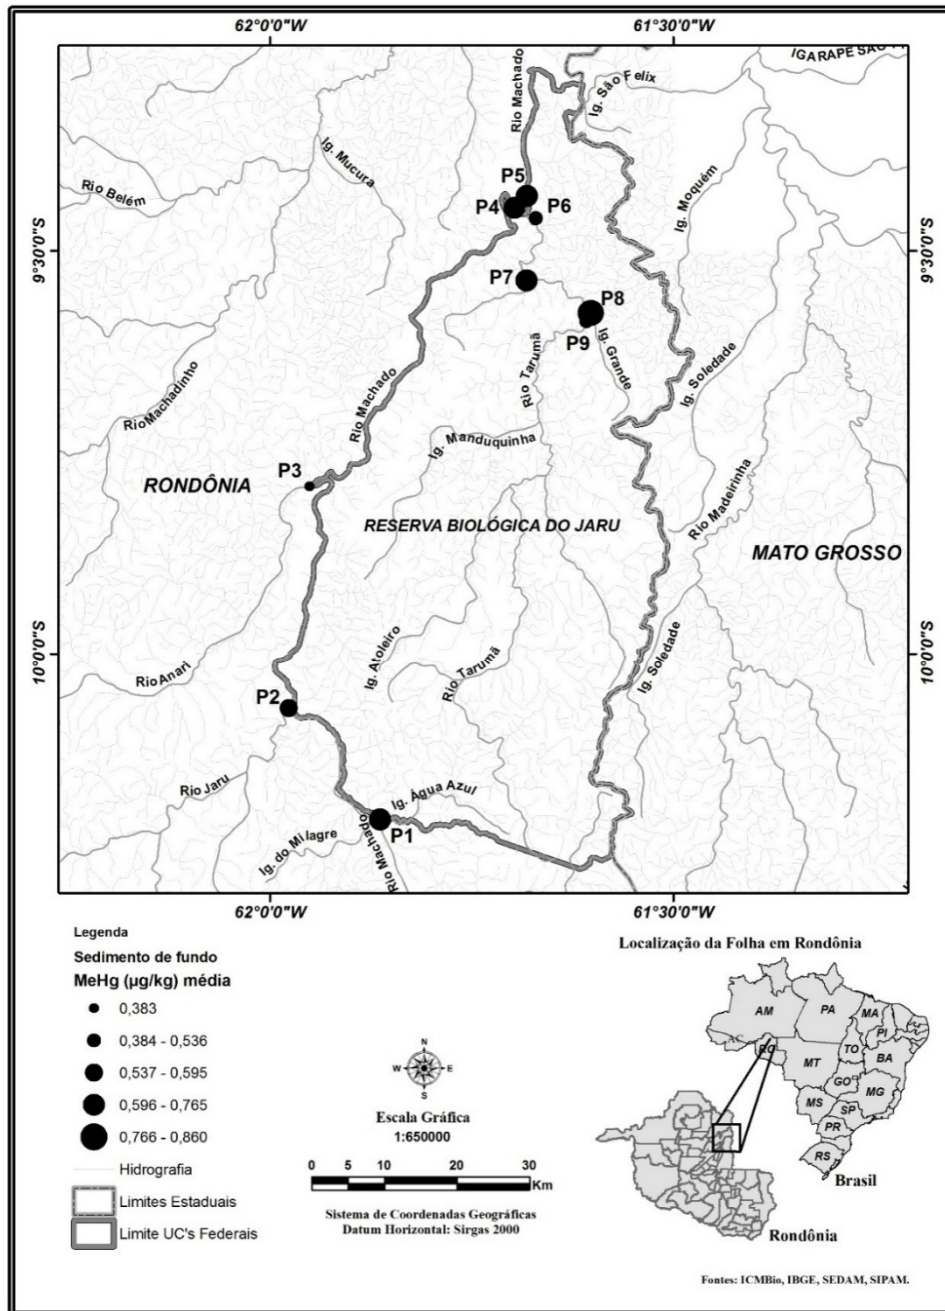 62°0'0"W
61°30'0"W
IGARAPÉ SÃO
Rio Machado
Ig. São Felix
Ig. Mucura
Rio Belém
Ig. Moquém
P5
P4
P6
9°30'0"S
9°30'0"S
P7
P8
P9
Ig. Grande
Rio Tarumã
Rio Machadinho
Rio Machado
Ig. Soledade
Ig. Manduquinha
P3
RONDÔNIA
Rio Madeirinha
RESERVA BIOLÓGICA DO JARU
MATO GROSSO
10°0'0"S
10°0'0"S
Ig. Atoleiro
Rio Tarumã
Ig. Soledade
Rio Anari
P2
Rio Jaru
Ig. Água Azul
P1
Ig. do Milagre
Rio Machado
62°0'0"W
61°30'0"W
Legenda
Sedimento de fundo
MeHg (µg/kg) média
0,383
0,384 - 0,536
0,537 - 0,595
0,596 - 0,765
0,766 - 0,860
Hidrografia
Limites Estaduais
Limite UC's Federais
N
W E
S
Escala Gráfica
1:650000
0 5 10 20 30
Km
Sistema de Coordenadas Geográficas
Datum Horizontal: Sirgas 2000
Localização da Folha em Rondônia
AM
PA
MA
PI
AC
RO
TO
MT
BA
GO
MG
MS
SP
PR
RS
Brasil
Rondônia
Fontes: ICMBio, IBGE, SEDAM, SIPAM.